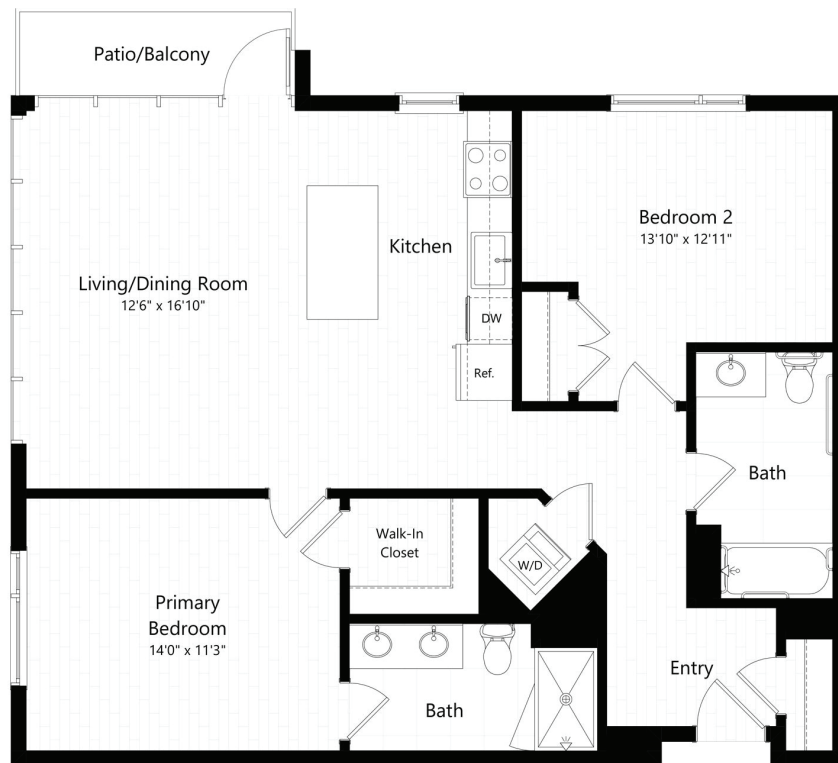 Patio/Balcony
Bedroom 2
13'10" x 12'11"
Kitchen
Living/Dining Room
12'6" x 16'10"
DW
Ref.
Bath
Walk-In
Closet
W/D
Primary
Bedroom
14'0" x 11'3"
Entry
Bath